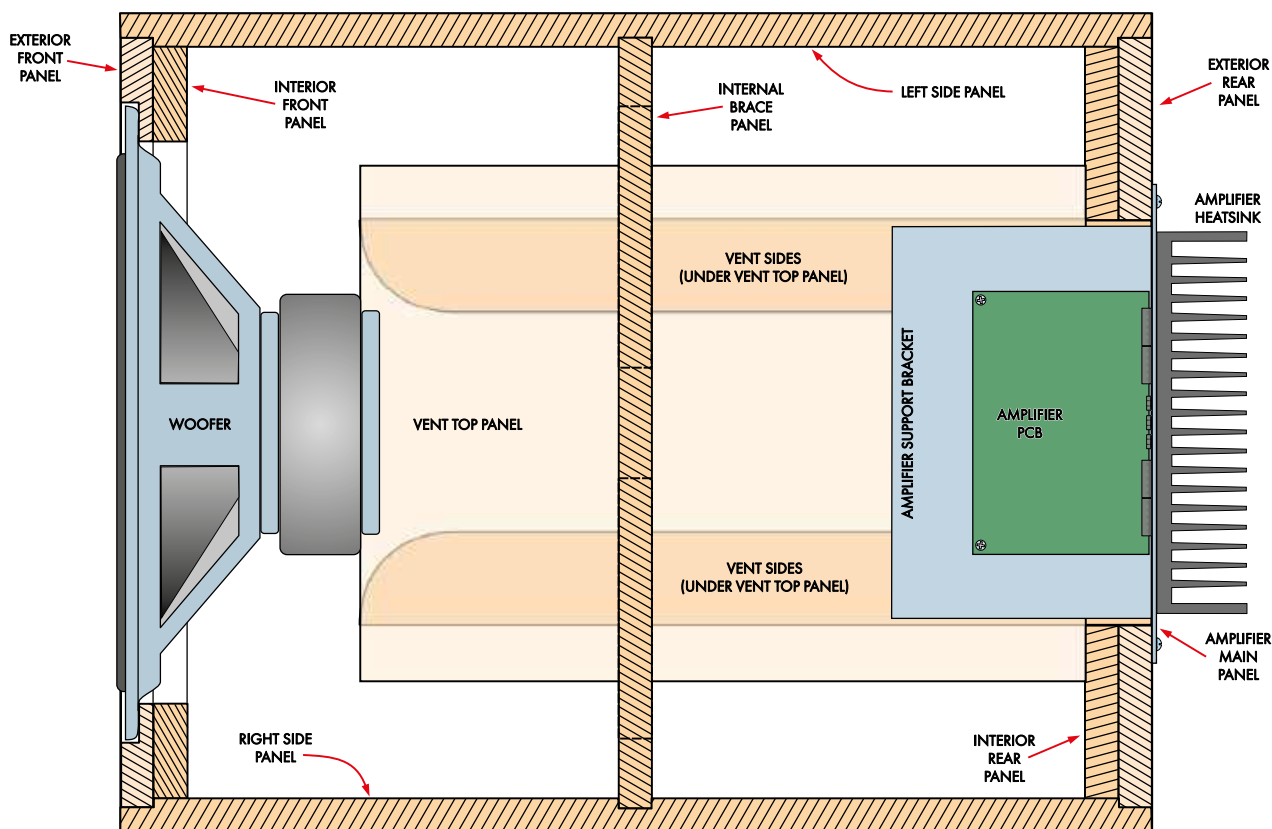 EXTERIOR
FRONT
PANEL
INTERIOR
FRONT
PANEL
INTERNAL
BRACE
PANEL
LEFT SIDE PANEL
EXTERIOR
REAR
PANEL
AMPLIFIER
HEATSINK
VENT SIDES
(UNDER VENT TOP PANEL)
WOOFER
VENT TOP PANEL
AMPLIFIER SUPPORT BRACKET
AMPLIFIER
PCB
VENT SIDES
(UNDER VENT TOP PANEL)
AMPLIFIER
MAIN
PANEL
RIGHT SIDE
PANEL
INTERIOR
REAR
PANEL